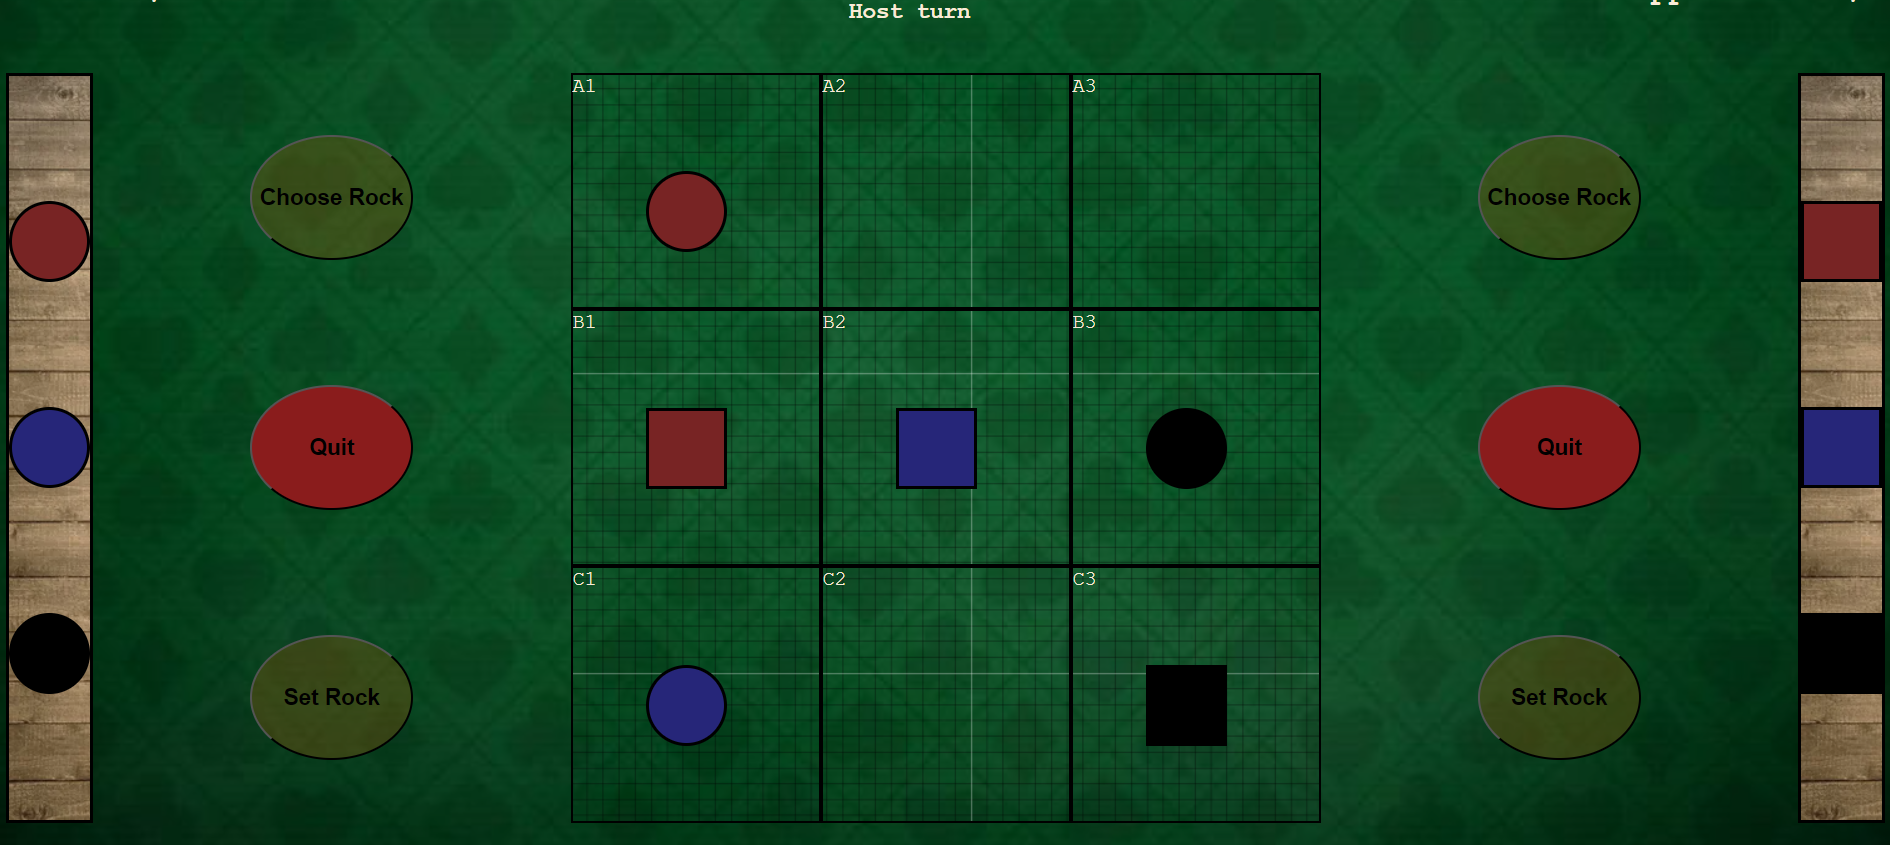 Host turn
A1 A2 A3
Choose Rock
Choose Rock
B1 B2 B3
Quit
Quit
C1 C2 C3
Set Rock
Set Rock